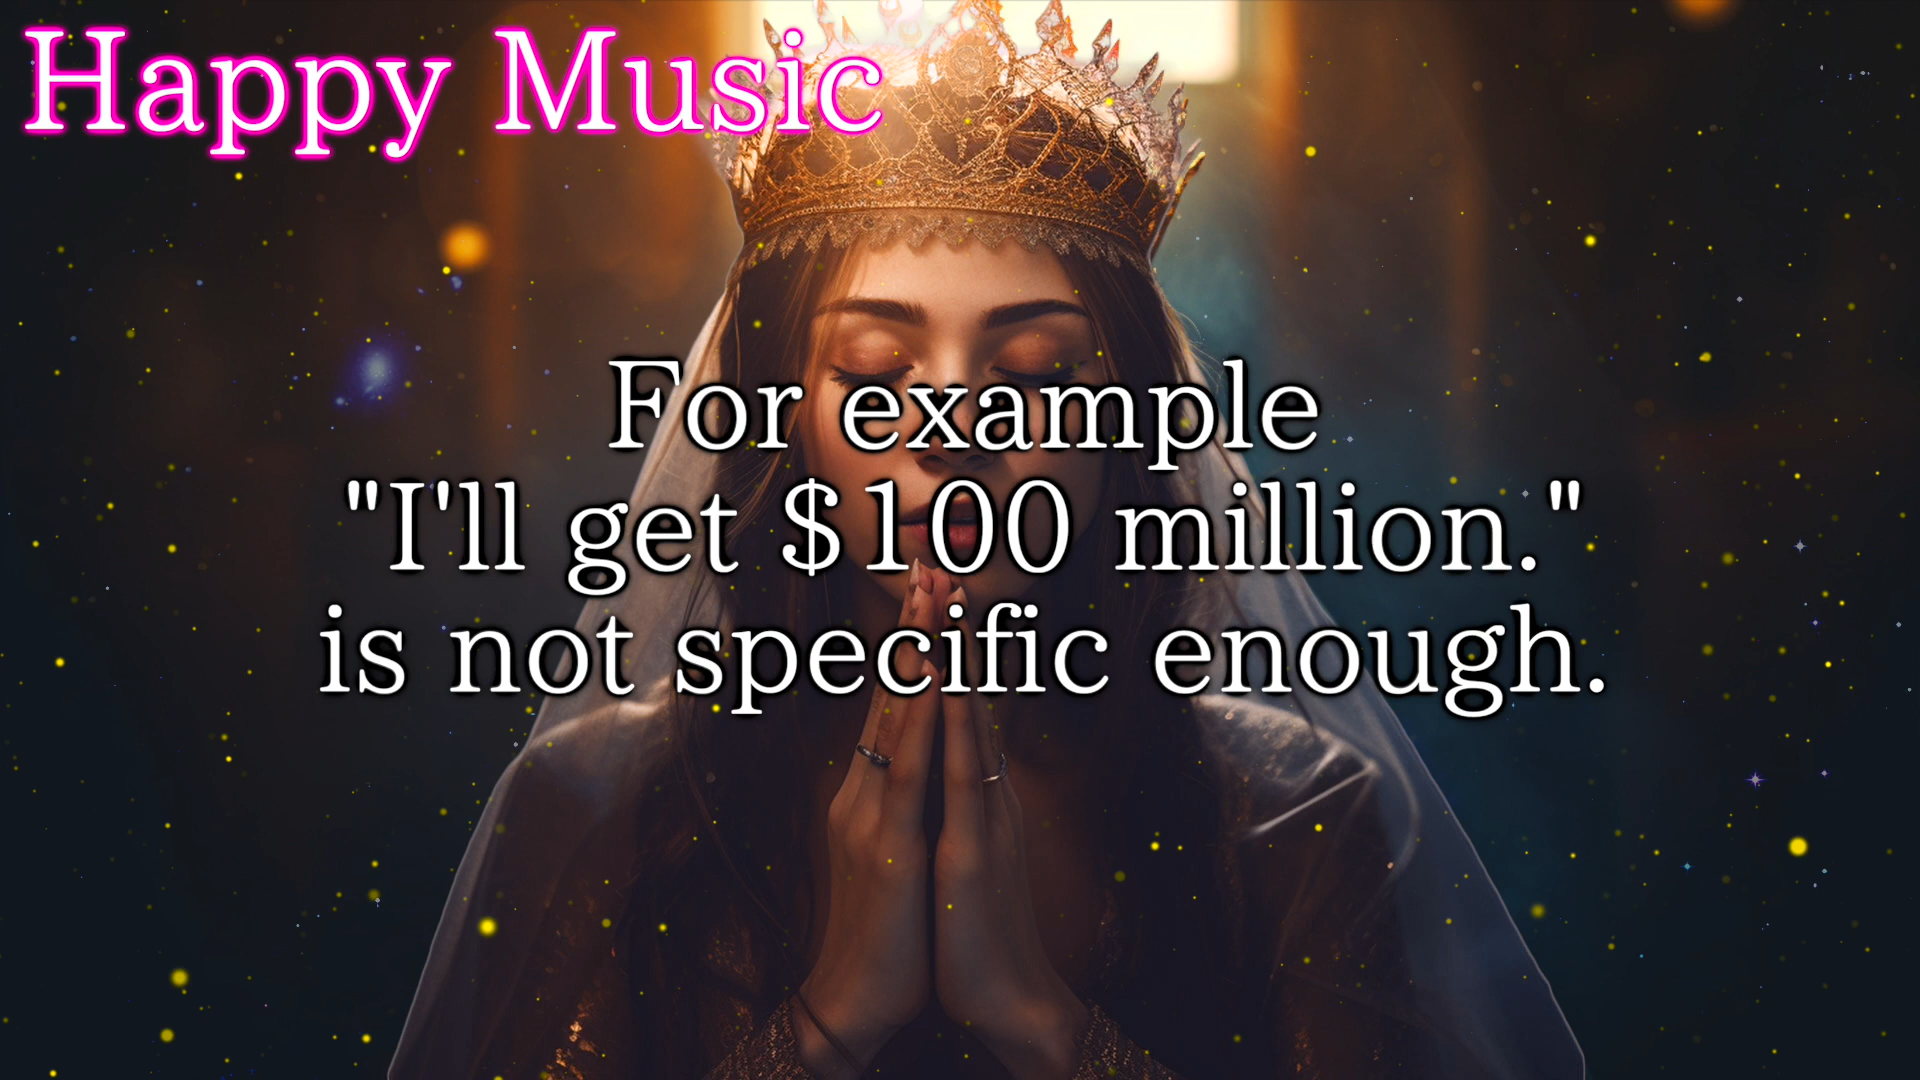 Happy Music
For example
"I'll get $100 million."
is not specific enough.